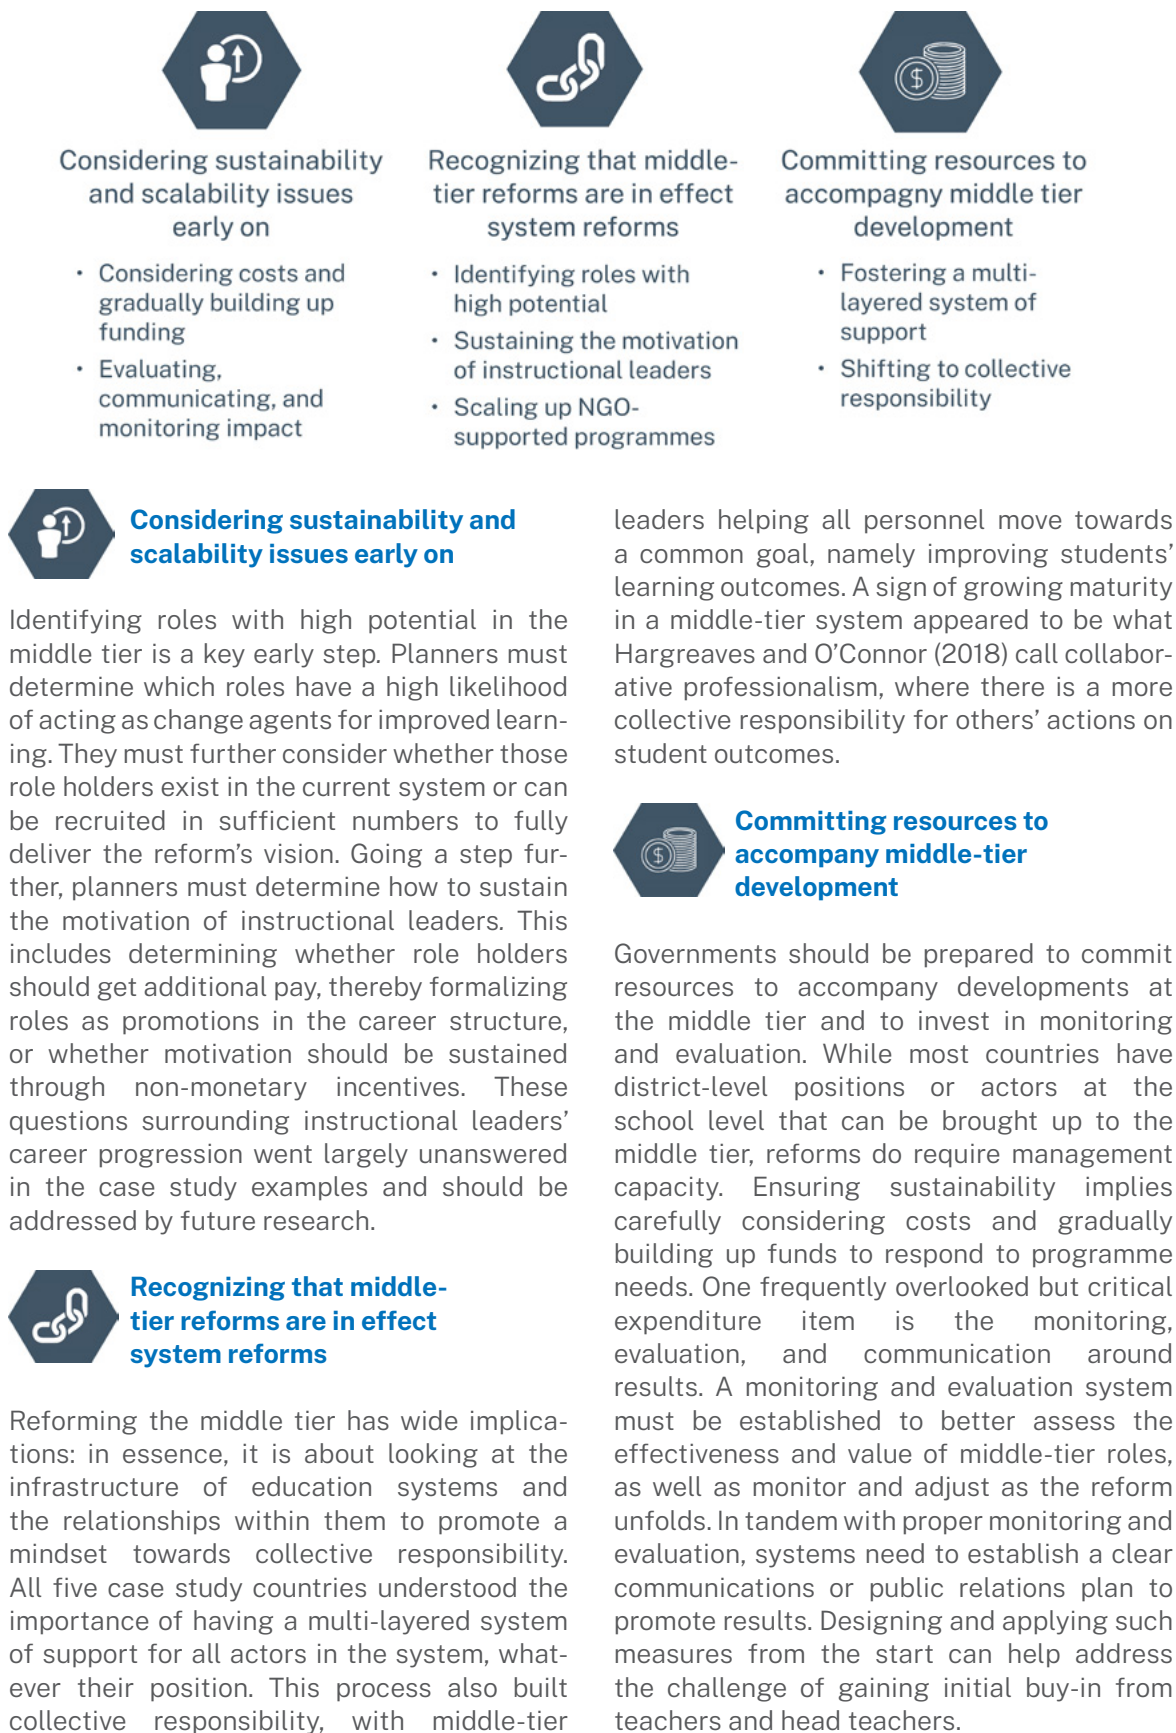 Considering sustainability
and scalability issues
early on
• Considering costs and
gradually building up
funding
• Evaluating,
communicating, and
monitoring impact
Recognizing that middle-
tier reforms are in effect
system reforms
• Identifying roles with
high potential
• Sustaining the motivation
of instructional leaders
• Scaling up NGO-
supported programmes
Committing resources to
accompagny middle tier
development
• Fostering a multi-
layered system of
support
• Shifting to collective
responsibility
Considering sustainability and
scalability issues early on
Identifying roles with high potential in the
middle tier is a key early step. Planners must
determine which roles have a high likelihood
of acting as change agents for improved learn-
ing. They must further consider whether those
role holders exist in the current system or can
be recruited in sufficient numbers to fully
deliver the reform's vision. Going a step fur-
ther, planners must determine how to sustain
the motivation of instructional leaders. This
includes determining whether role holders
should get additional pay, thereby formalizing
roles as promotions in the career structure,
or whether motivation should be sustained
through non-monetary incentives. These
questions surrounding instructional leaders'
career progression went largely unanswered
in the case study examples and should be
addressed by future research.
Recognizing that middle-
tier reforms are in effect
system reforms
Reforming the middle tier has wide implica-
tions: in essence, it is about looking at the
infrastructure of education systems and
the relationships within them to promote a
mindset towards collective responsibility.
All five case study countries understood the
importance of having a multi-layered system
of support for all actors in the system, what-
ever their position. This process also built
collective responsibility, with middle-tier
leaders helping all personnel move towards
a common goal, namely improving students'
learning outcomes. A sign of growing maturity
in a middle-tier system appeared to be what
Hargreaves and O'Connor (2018) call collabor-
ative professionalism, where there is a more
collective responsibility for others' actions on
student outcomes.
Committing resources to
accompany middle-tier
development
Governments should be prepared to commit
resources to accompany developments at
the middle tier and to invest in monitoring
and evaluation. While most countries have
district-level positions or actors at the
school level that can be brought up to the
middle tier, reforms do require management
capacity. Ensuring sustainability implies
carefully considering costs and gradually
building up funds to respond to programme
needs. One frequently overlooked but critical
expenditure item is the monitoring,
evaluation, and communication around
results. A monitoring and evaluation system
must be established to better assess the
effectiveness and value of middle-tier roles,
as well as monitor and adjust as the reform
unfolds. In tandem with proper monitoring and
evaluation, systems need to establish a clear
communications or public relations plan to
promote results. Designing and applying such
measures from the start can help address
the challenge of gaining initial buy-in from
teachers and head teachers.